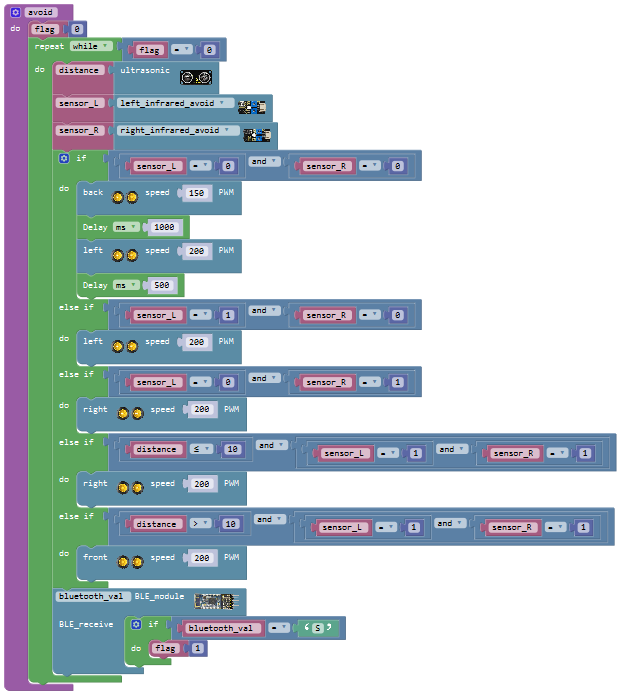 avoid
do flag 0
repeat while flag = 0
do distance ultrasonic
sensor_L left_infrared_avoid
sensor_R right_infrared_avoid
if sensor_L = 0 and sensor_R = 0
do back speed 150 PWM
Delay ms 1000
left speed 200 PWM
Delay ms 500
else if sensor_L = 1 and sensor_R = 0
do left speed 200 PWM
else if sensor_L = 0 and sensor_R = 1
do right speed 200 PWM
else if distance ≤ 10 and sensor_L = 1 and sensor_R = 1
do right speed 200 PWM
else if distance > 10 and sensor_L = 1 and sensor_R = 1
do front speed 200 PWM
bluetooth_val BLE_module
BLE_receive if bluetooth_val = “ S ”
do flag 1